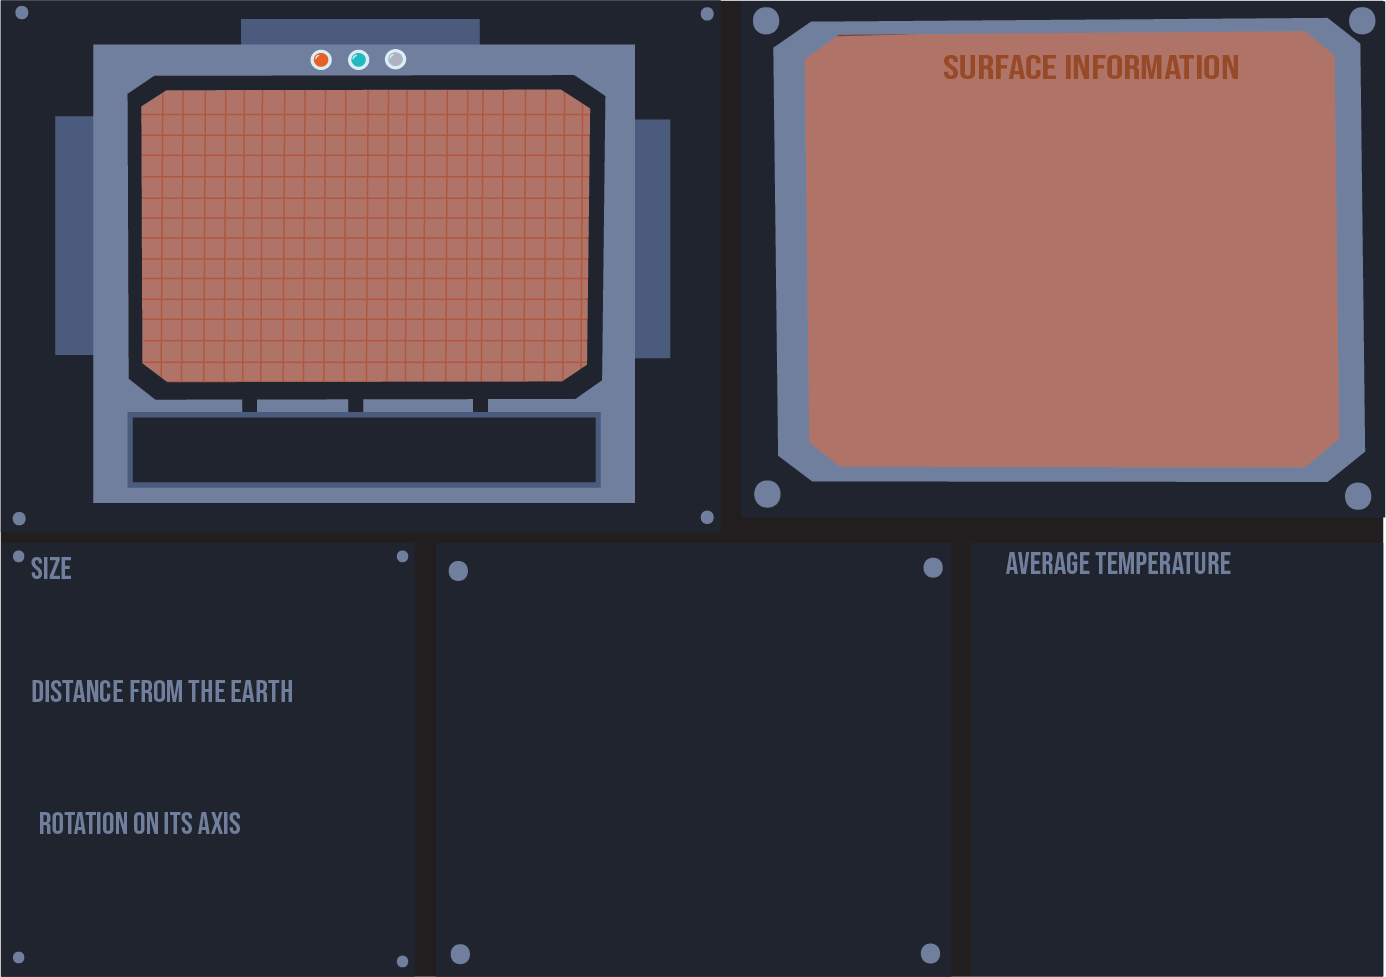 SURFACE INFORMATION
SIZE
AVERAGE TEMPERATURE
DISTANCE FROM THE EARTH
ROTATION ON ITS AXIS